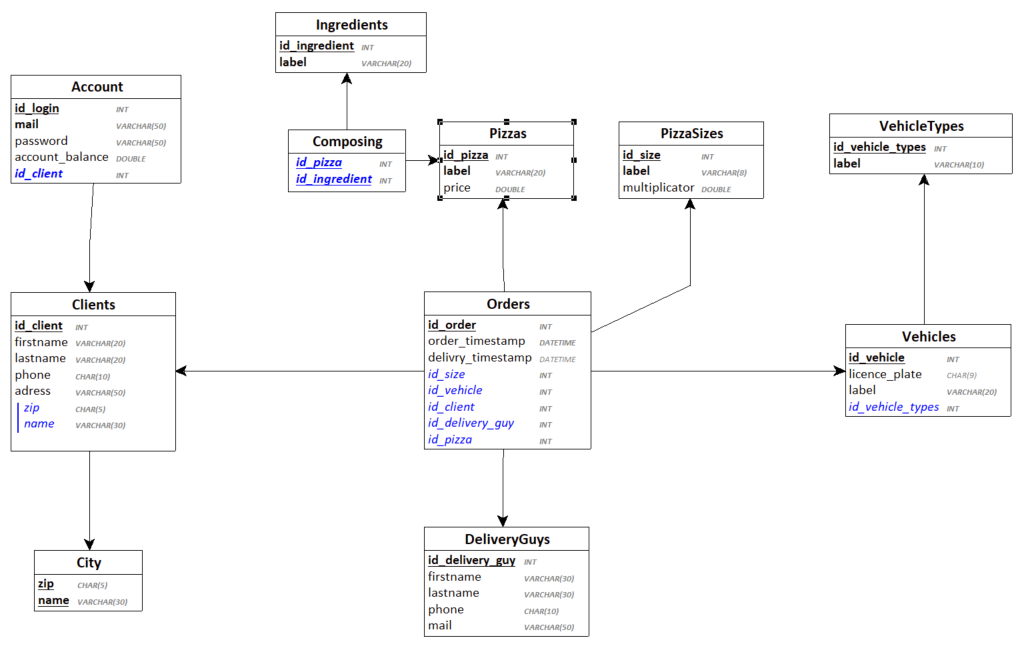 Ingredients
id_ingredient INT
label VARCHAR(20)
Account
id_login INT
mail VARCHAR(50)
password VARCHAR(50)
account_balance DOUBLE
id_client INT
Composing
id_pizza INT
id_ingredient INT
Pizzas
id_pizza INT
label VARCHAR(20)
price DOUBLE
PizzaSizes
id_size INT
label VARCHAR(8)
multiplicator DOUBLE
VehicleTypes
id_vehicle_types INT
label VARCHAR(10)
Clients
id_client INT
firstname VARCHAR(20)
lastname VARCHAR(20)
phone CHAR(10)
adress VARCHAR(50)
zip CHAR(5)
name VARCHAR(30)
Orders
id_order INT
order_timestamp DATETIME
delivry_timestamp DATETIME
id_size INT
id_vehicle INT
id_client INT
id_delivery_guy INT
id_pizza INT
Vehicles
id_vehicle INT
licence_plate CHAR(9)
label VARCHAR(20)
id_vehicle_types INT
City
zip CHAR(5)
name VARCHAR(30)
DeliveryGuys
id_delivery_guy INT
firstname VARCHAR(30)
lastname VARCHAR(30)
phone CHAR(10)
mail VARCHAR(50)